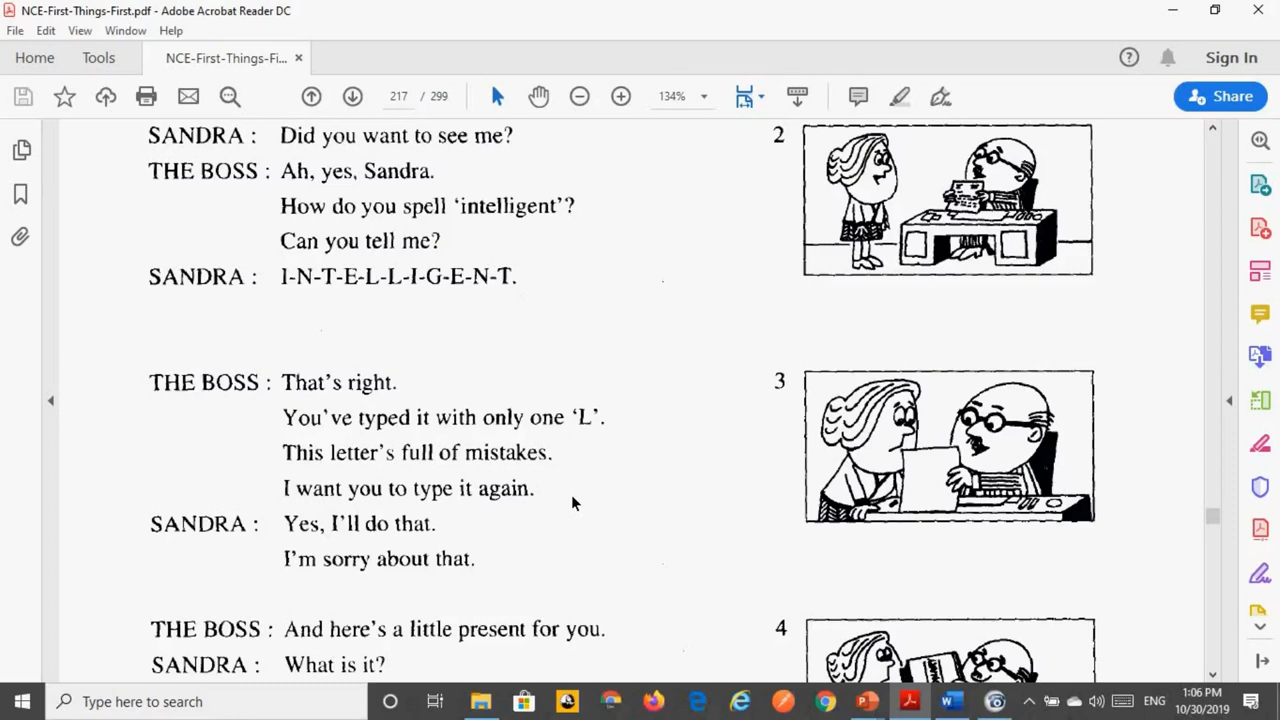 NCE-First-Things-First.pdf - Adobe Acrobat Reader DC
File Edit View Window Help
Home Tools NCE-First-Things-Fi... ×
? Sign In
217 / 299 134% Share
SANDRA : Did you want to see me? 2
THE BOSS : Ah, yes, Sandra.
How do you spell ‘intelligent’?
Can you tell me?
SANDRA : I-N-T-E-L-L-I-G-E-N-T.
THE BOSS : That’s right. 3
You’ve typed it with only one ‘L’.
This letter’s full of mistakes.
I want you to type it again.
SANDRA : Yes, I’ll do that.
I’m sorry about that.
THE BOSS : And here’s a little present for you. 4
SANDRA : What is it?
Type here to search
ENG 1:06 PM
10/30/2019